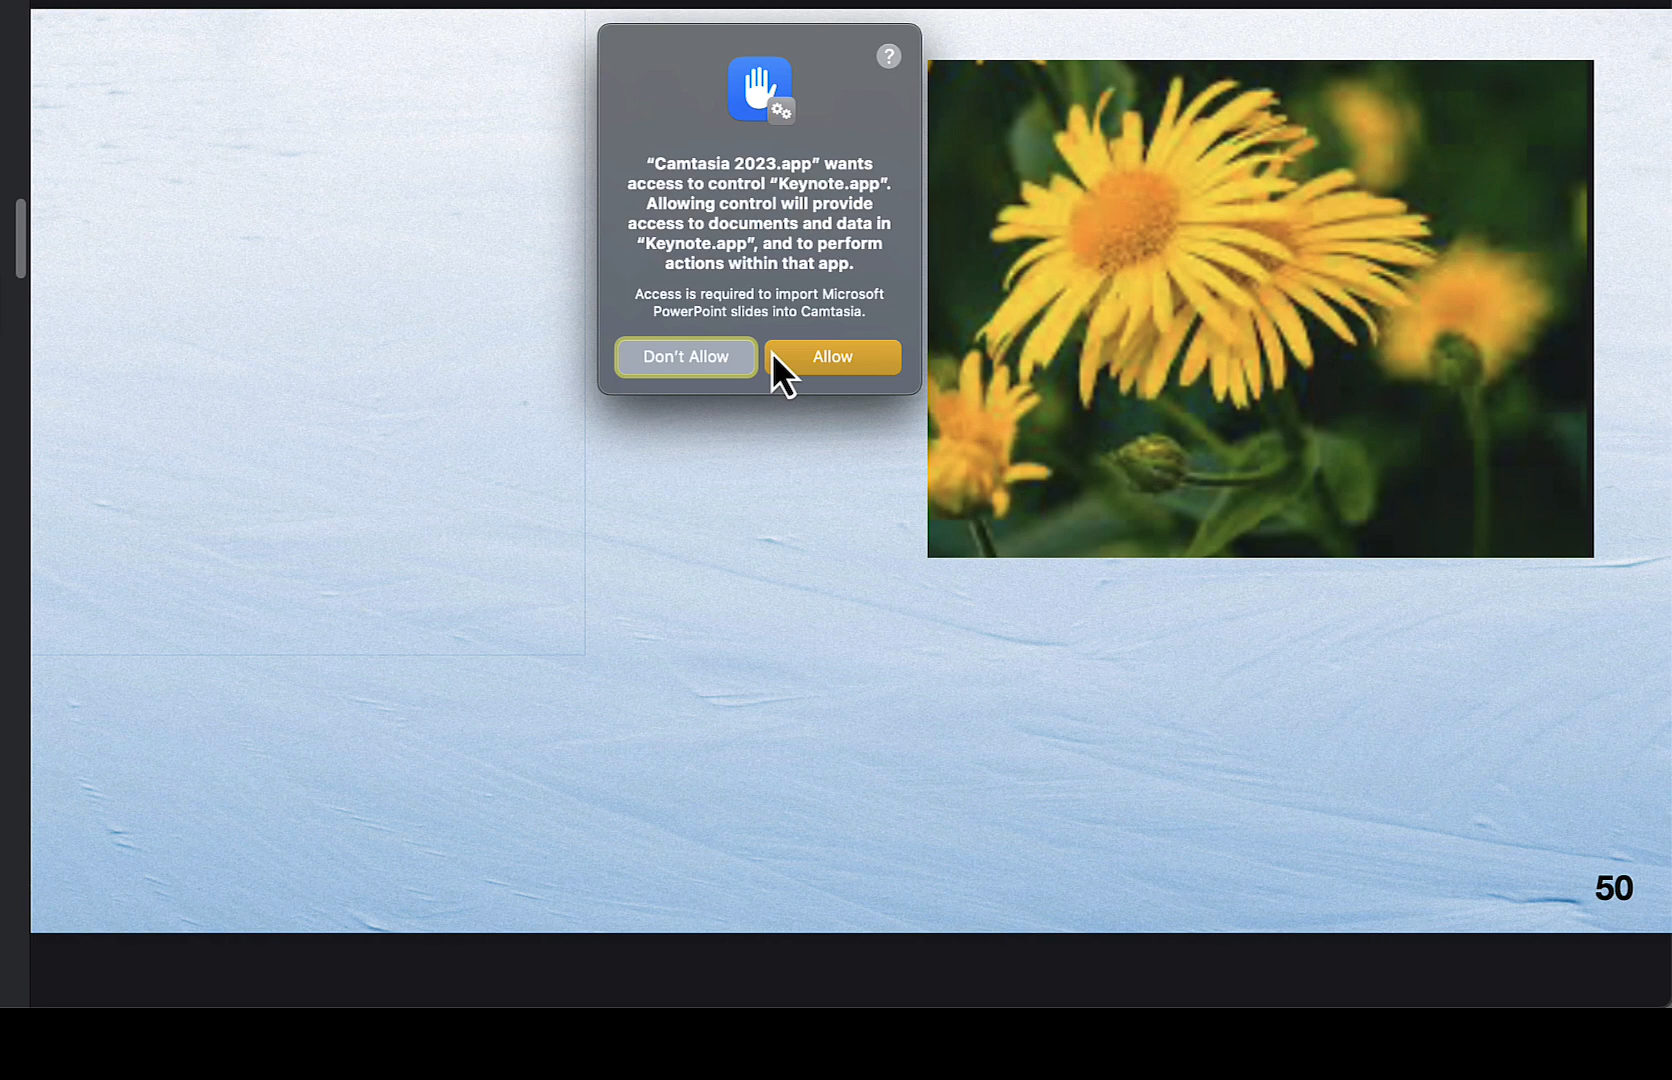 ?
“Camtasia 2023.app” wants
access to control “Keynote.app”.
Allowing control will provide
access to documents and data in
“Keynote.app”, and to perform
actions within that app.
Access is required to import Microsoft
PowerPoint slides into Camtasia.
Don’t Allow
Allow
50